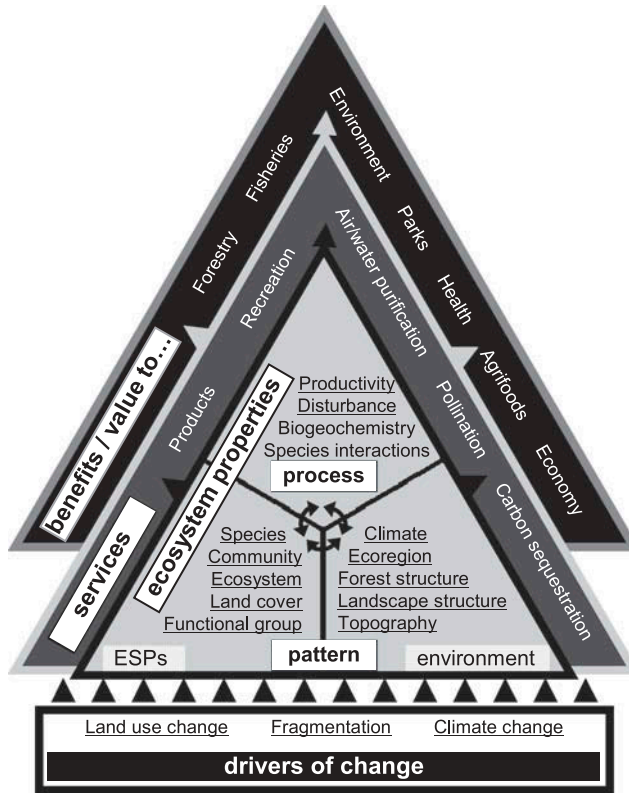 benefits / value to...
Forestry
Fisheries
Environment
Parks
Health
Agrifoods
Economy
services
Products
Recreation
Air/water purification
Pollination
Carbon sequestration
ecosystem properties
Productivity
Disturbance
Biogeochemistry
Species interactions
process
Species
Community
Ecosystem
Land cover
Functional group
Climate
Ecoregion
Forest structure
Landscape structure
Topography
ESPs
pattern
environment
Land use change
Fragmentation
Climate change
drivers of change